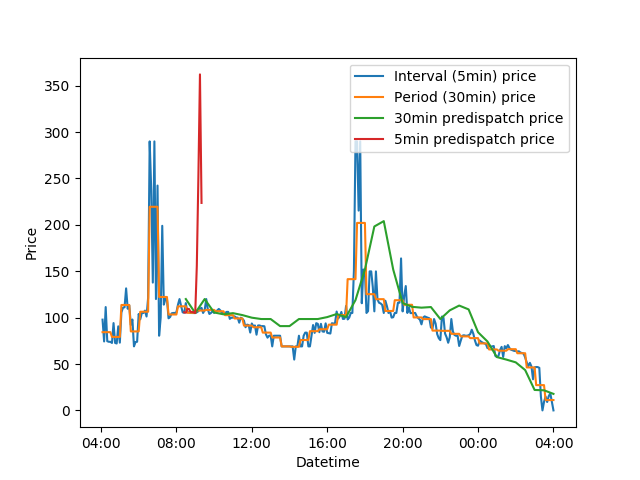 Interval (5min) price
Period (30min) price
30min predispatch price
5min predispatch price
Price
350
300
250
200
150
100
50
0
04:00 08:00 12:00 16:00 20:00 00:00 04:00
Datetime